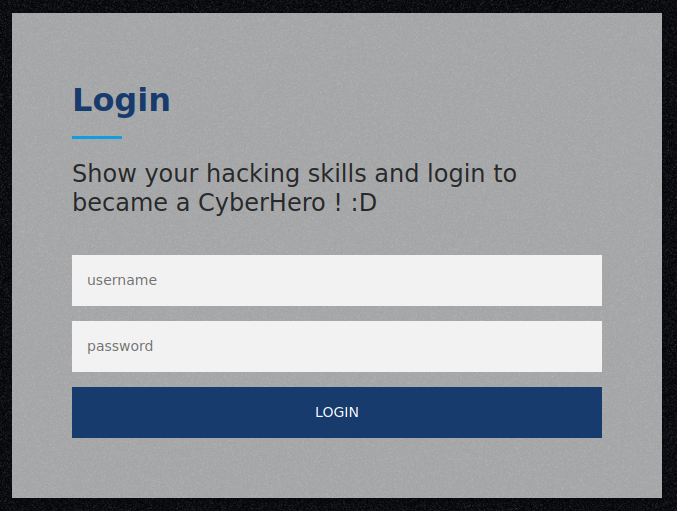 Login
Show your hacking skills and login to
became a CyberHero ! :D
username
password
LOGIN